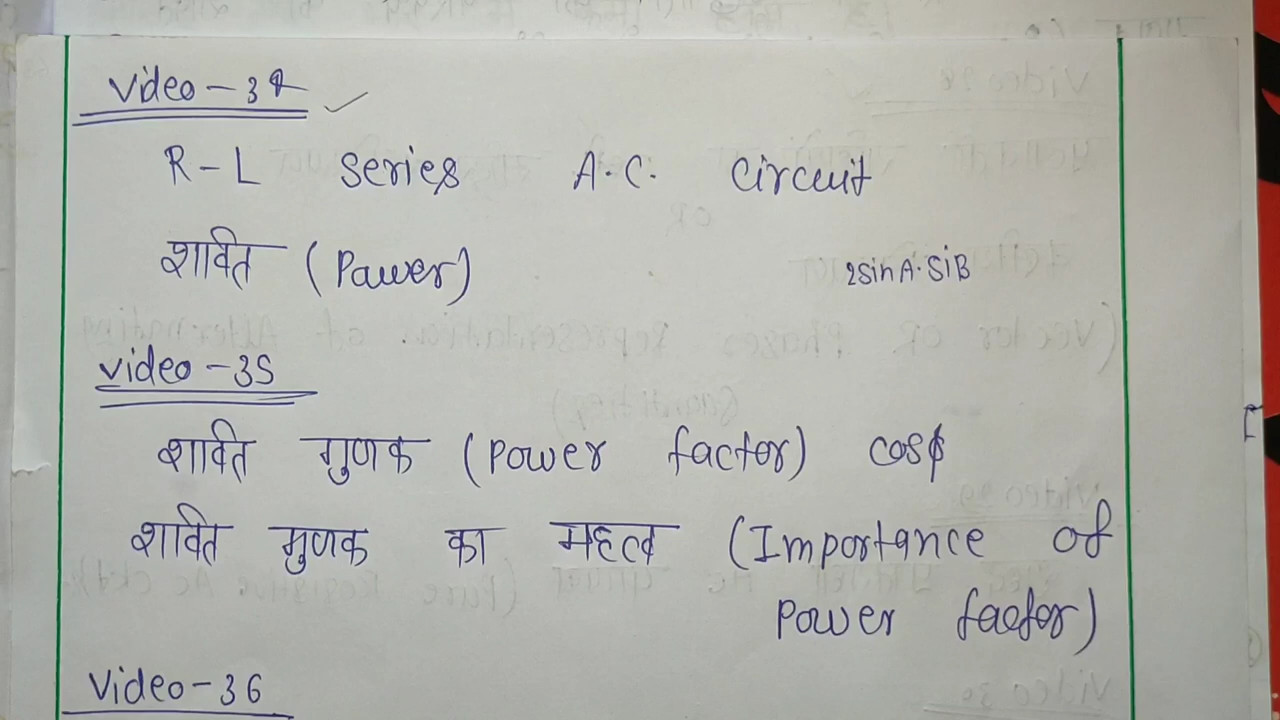 Video - 34
R-L series A.C. circuit
शक्ति (Power)
2sinA.SiB
Video - 35
शक्ति गुणक (Power factor) cosϕ
शक्ति गुणक का महत्व (Importance of
Power factor)
Video - 36